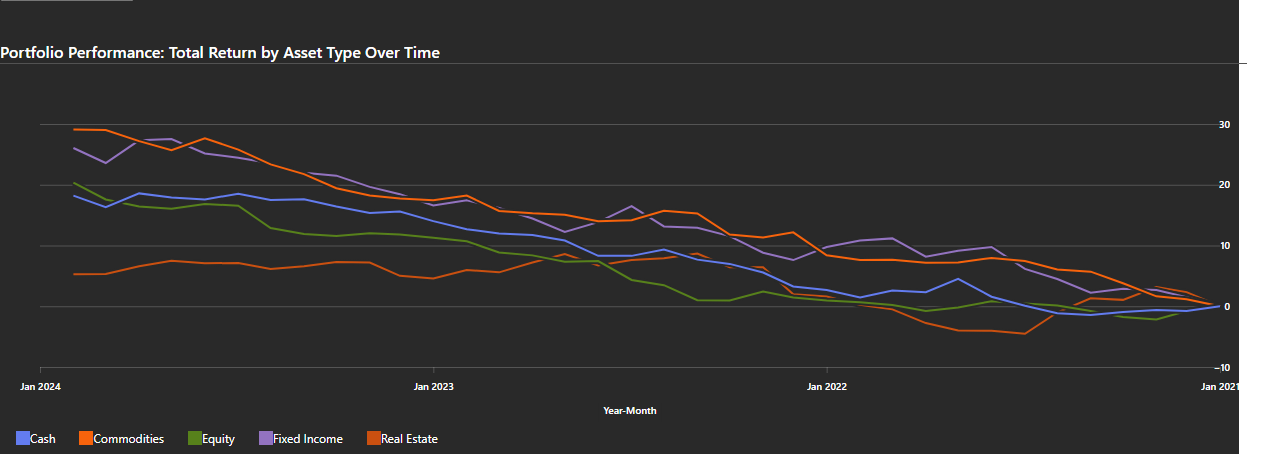 Portfolio Performance: Total Return by Asset Type Over Time
30
20
10
0
−10
Jan 2024 Jan 2023 Jan 2022 Jan 2021
Year-Month
Cash Commodities Equity Fixed Income Real Estate